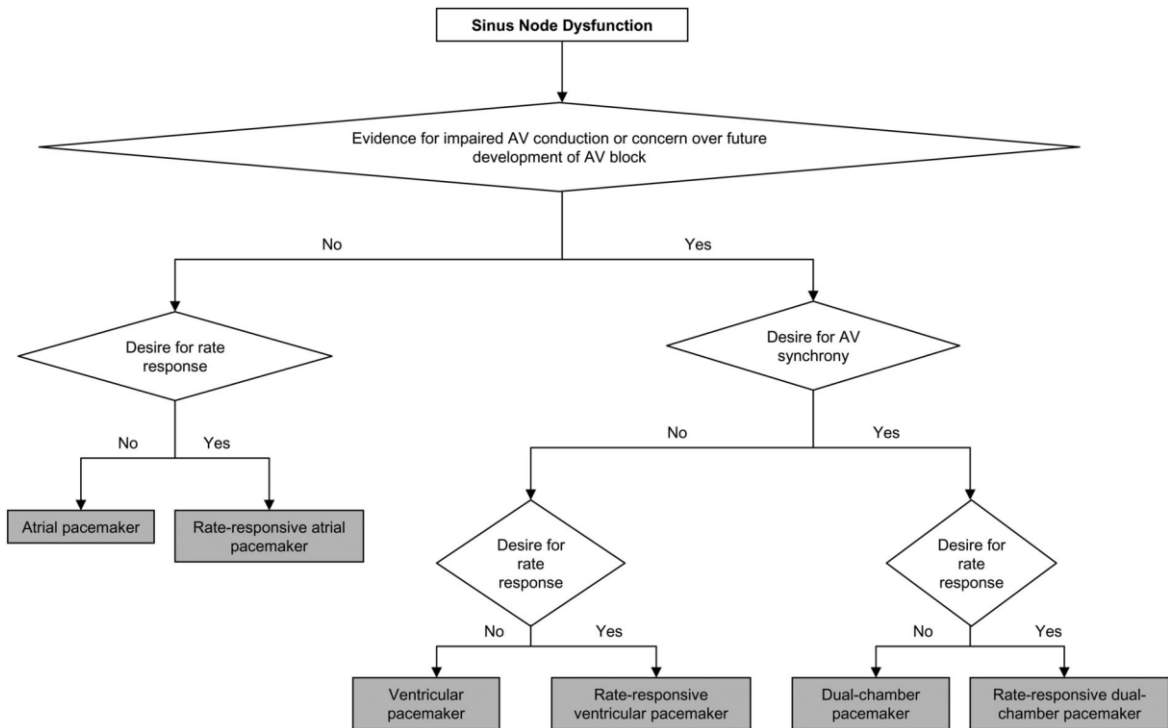 Sinus Node Dysfunction
Evidence for impaired AV conduction or concern over future
development of AV block
No
Yes
Desire for rate
response
Desire for AV
synchrony
No
Yes
No
Yes
Atrial pacemaker
Rate-responsive atrial
pacemaker
Desire for
rate
response
Desire for
rate
response
No
Yes
No
Yes
Ventricular
pacemaker
Rate-responsive
ventricular pacemaker
Dual-chamber
pacemaker
Rate-responsive dual-
chamber pacemaker